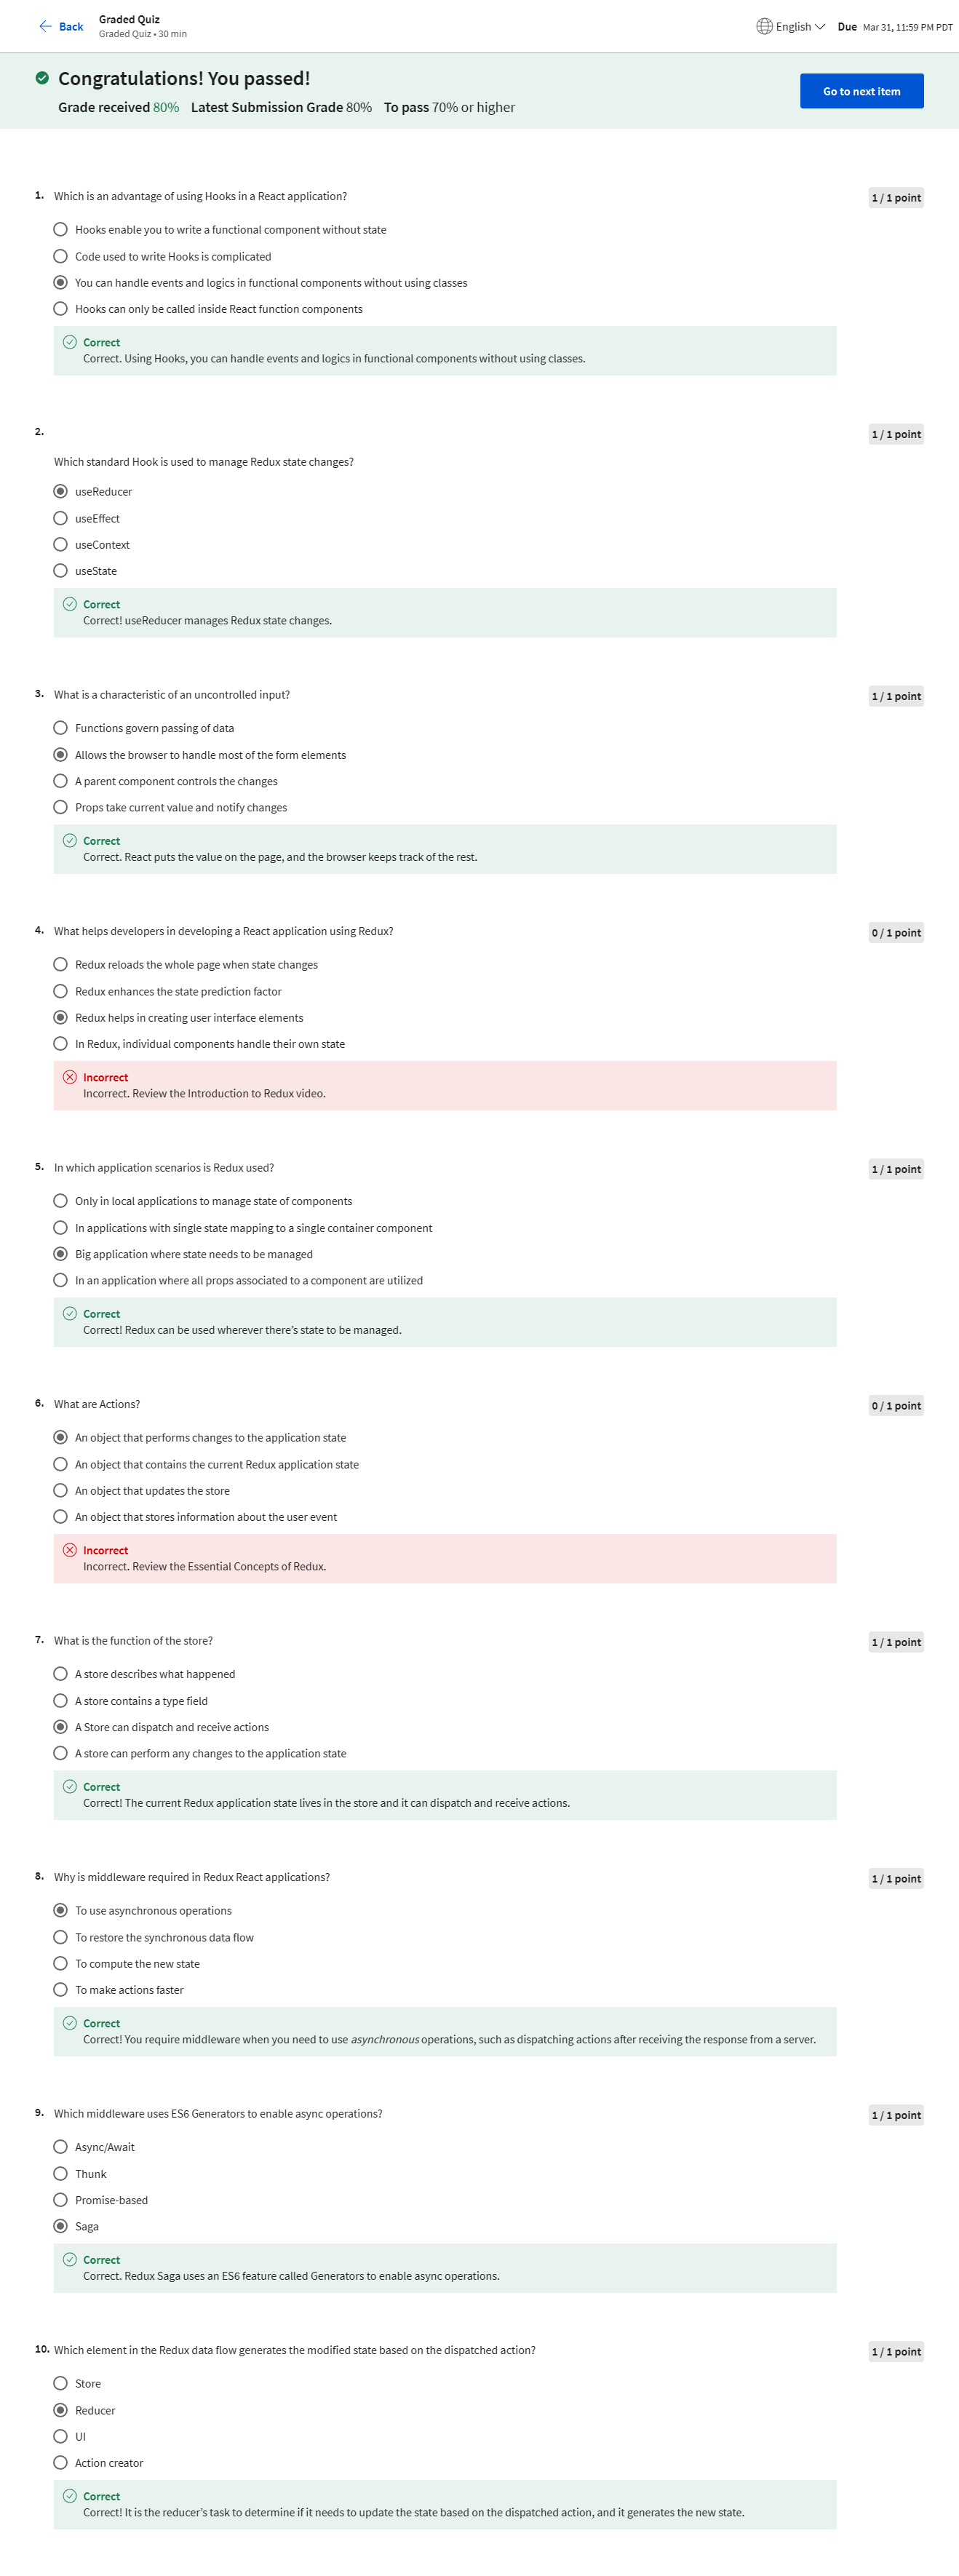 Back
Graded Quiz
Graded Quiz • 30 min
English
Due Mar 31, 11:59 PM PDT
Congratulations! You passed!
Grade received 80% Latest Submission Grade 80% To pass 70% or higher
Go to next item
1. Which is an advantage of using Hooks in a React application?
1 / 1 point
Hooks enable you to write a functional component without state
Code used to write Hooks is complicated
You can handle events and logics in functional components without using classes
Hooks can only be called inside React function components
Correct
Correct. Using Hooks, you can handle events and logics in functional components without using classes.
2.
1 / 1 point
Which standard Hook is used to manage Redux state changes?
useReducer
useEffect
useContext
useState
Correct
Correct! useReducer manages Redux state changes.
3. What is a characteristic of an uncontrolled input?
1 / 1 point
Functions govern passing of data
Allows the browser to handle most of the form elements
A parent component controls the changes
Props take current value and notify changes
Correct
Correct. React puts the value on the page, and the browser keeps track of the rest.
4. What helps developers in developing a React application using Redux?
0 / 1 point
Redux reloads the whole page when state changes
Redux enhances the state prediction factor
Redux helps in creating user interface elements
In Redux, individual components handle their own state
Incorrect
Incorrect. Review the Introduction to Redux video.
5. In which application scenarios is Redux used?
1 / 1 point
Only in local applications to manage state of components
In applications with single state mapping to a single container component
Big application where state needs to be managed
In an application where all props associated to a component are utilized
Correct
Correct! Redux can be used wherever there's state to be managed.
6. What are Actions?
0 / 1 point
An object that performs changes to the application state
An object that contains the current Redux application state
An object that updates the store
An object that stores information about the user event
Incorrect
Incorrect. Review the Essential Concepts of Redux.
7. What is the function of the store?
1 / 1 point
A store describes what happened
A store contains a type field
A Store can dispatch and receive actions
A store can perform any changes to the application state
Correct
Correct! The current Redux application state lives in the store and it can dispatch and receive actions.
8. Why is middleware required in Redux React applications?
1 / 1 point
To use asynchronous operations
To restore the synchronous data flow
To compute the new state
To make actions faster
Correct
Correct! You require middleware when you need to use asynchronous operations, such as dispatching actions after receiving the response from a server.
9. Which middleware uses ES6 Generators to enable async operations?
1 / 1 point
Async/Await
Thunk
Promise-based
Saga
Correct
Correct. Redux Saga uses an ES6 feature called Generators to enable async operations.
10. Which element in the Redux data flow generates the modified state based on the dispatched action?
1 / 1 point
Store
Reducer
UI
Action creator
Correct
Correct! It is the reducer's task to determine if it needs to update the state based on the dispatched action, and it generates the new state.